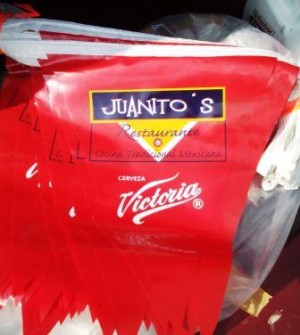 JUANITO'S
Restaurante
Cocina Tradicional Mexicana
CERVEZA
Victoria ®